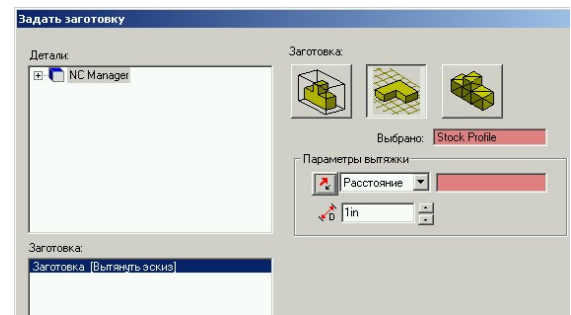 Задать заготовку
Детали:
NC Manager
Заготовка:
Выбрано: Stock Profile
Параметры вытяжки
Расстояние
D 1in
Заготовка:
Заготовка [Вытянуть эскиз]